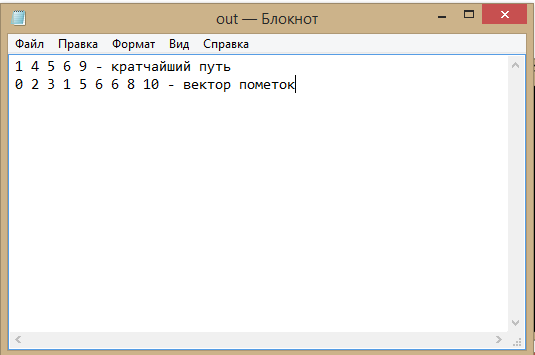 out — Блокнот
Файл Правка Формат Вид Справка
1 4 5 6 9 - кратчайший путь
0 2 3 1 5 6 6 8 10 - вектор пометок